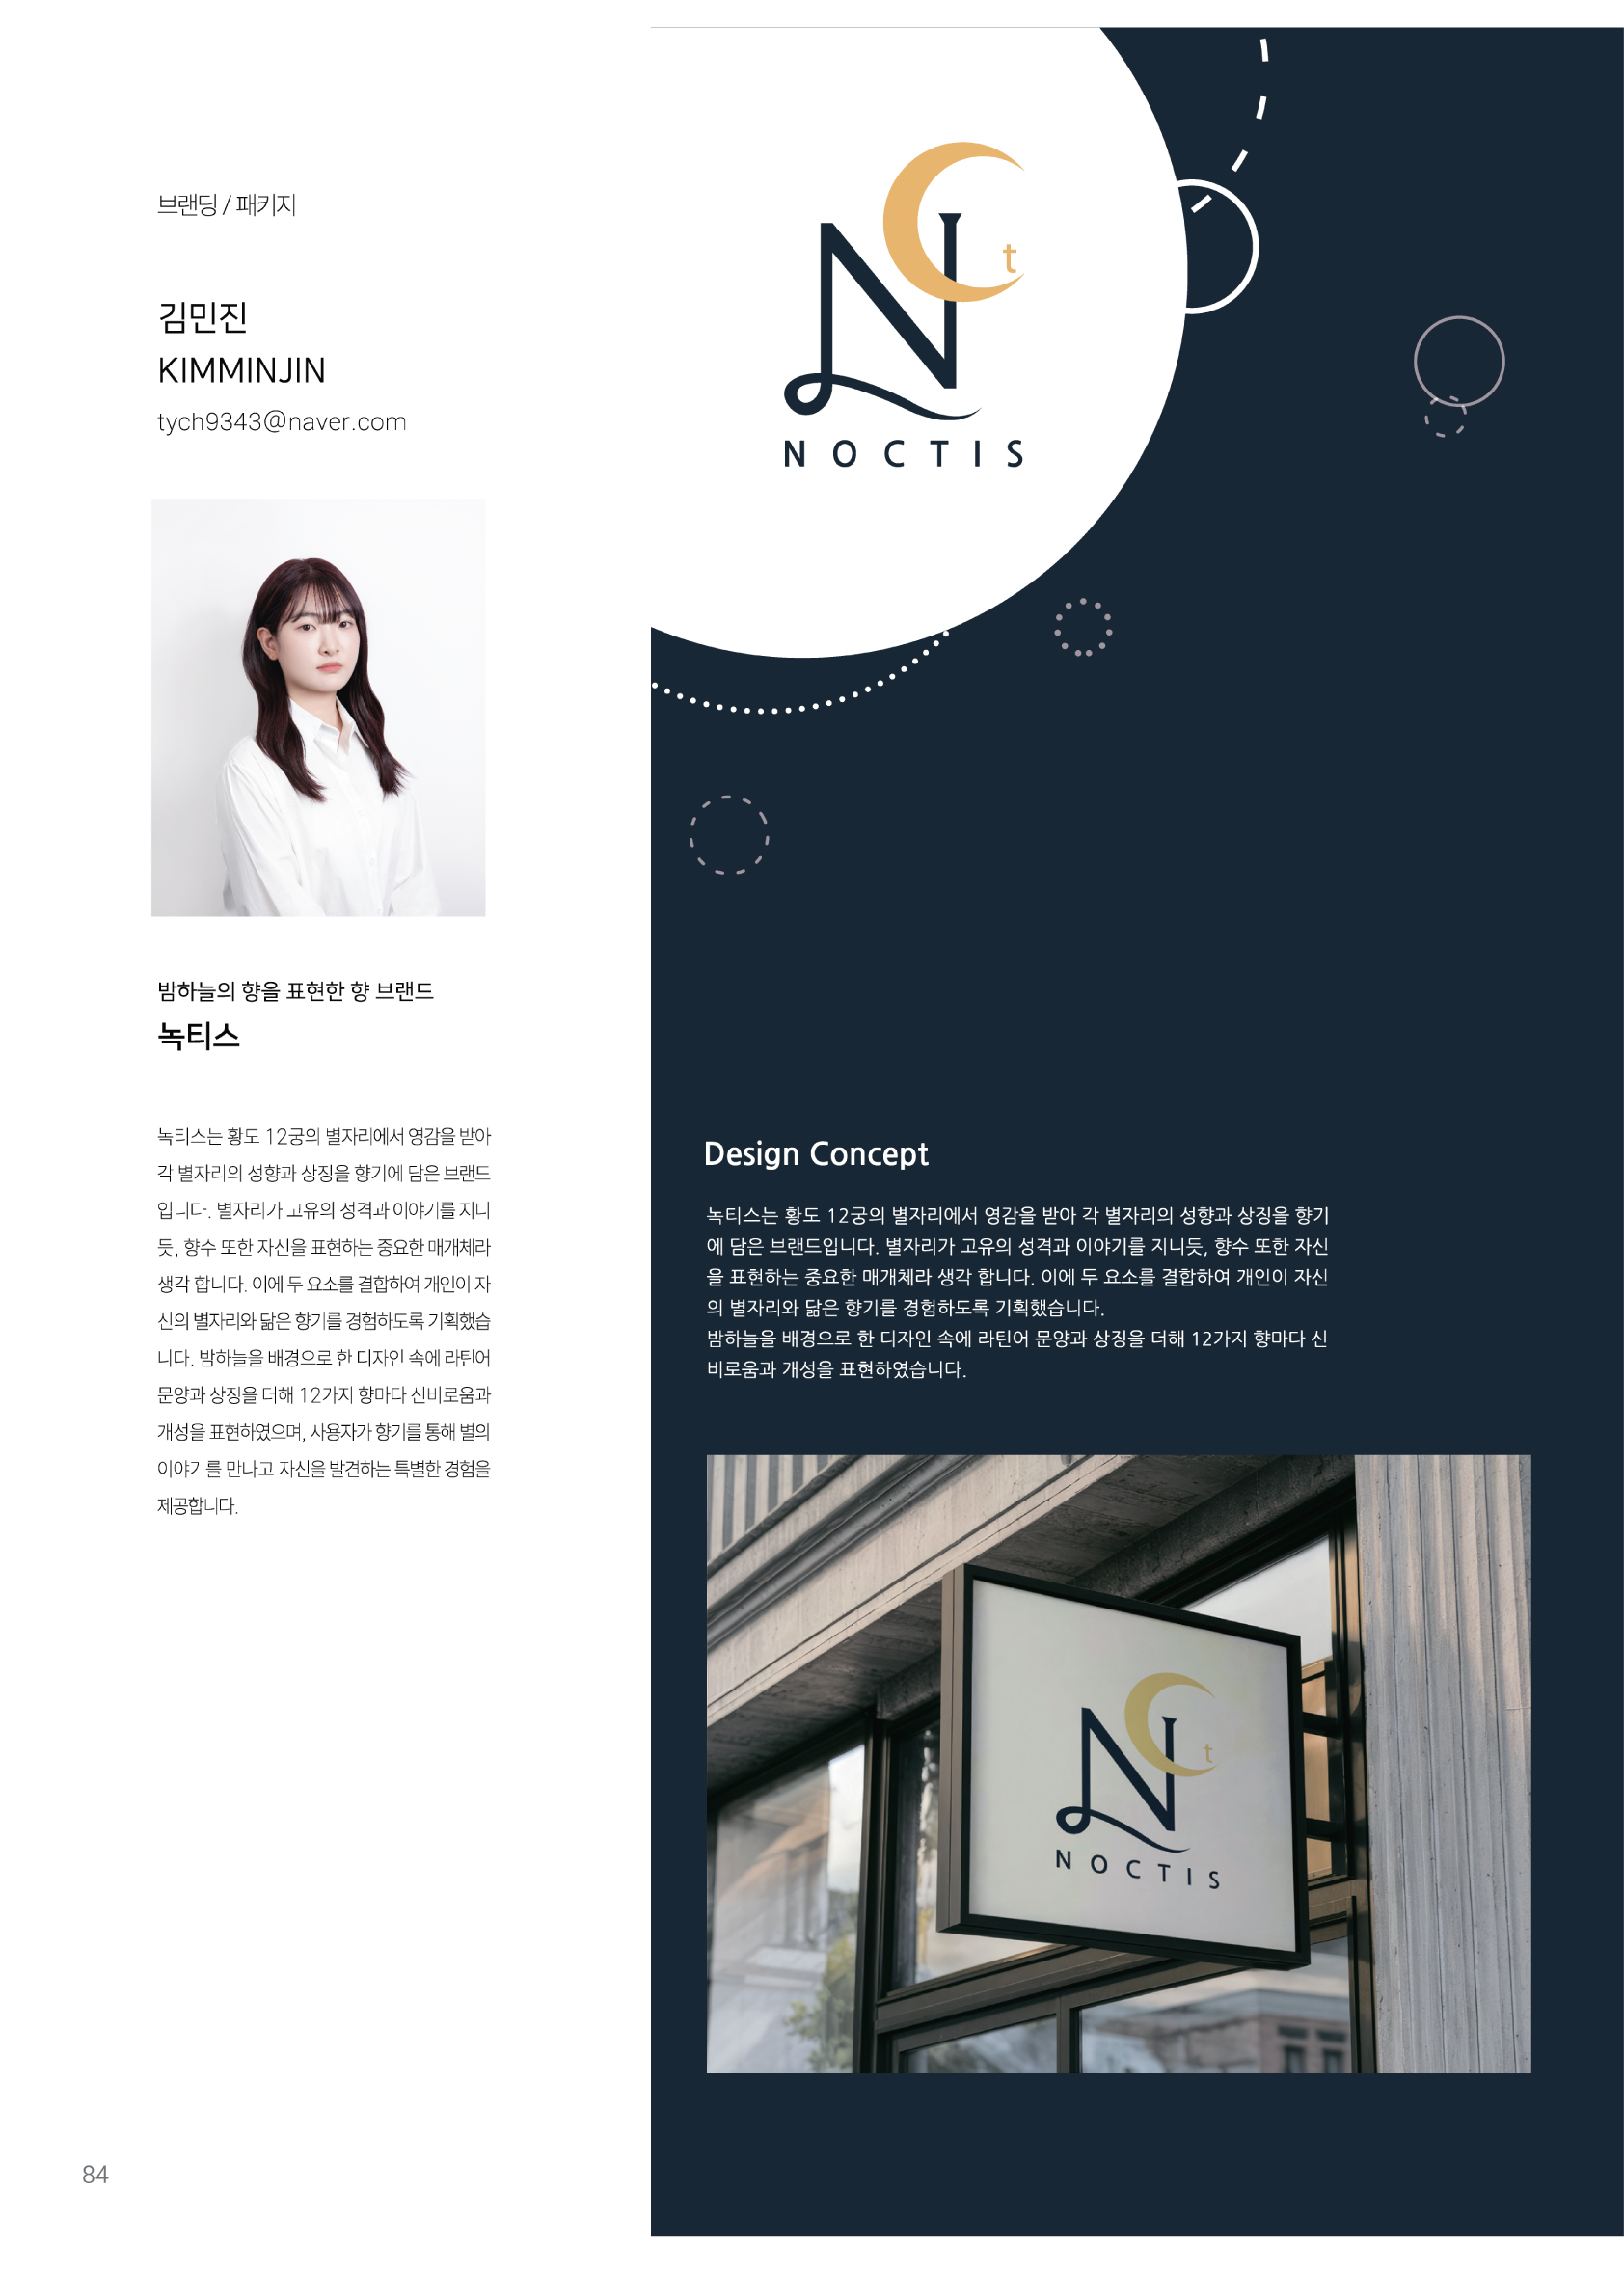 브랜딩 / 패키지
김민진
KIMMINJIN
tych9343@naver.com
밤하늘의 향을 표현한 향 브랜드
녹티스
녹티스는 황도 12궁의 별자리에서 영감을 받아
각 별자리의 성향과 상징을 향기에 담은 브랜드
입니다. 별자리가 고유의 성격과 이야기를 지니
듯, 향수 또한 자신을 표현하는 중요한 매개체라
생각 합니다. 이에 두 요소를 결합하여 개인이 자
신의 별자리와 닮은 향기를 경험하도록 기획했습
니다. 밤하늘을 배경으로 한 디자인 속에 라틴어
문양과 상징을 더해 12가지 향마다 신비로움과
개성을 표현하였으며, 사용자가 향기를 통해 별의
이야기를 만나고 자신을 발견하는 특별한 경험을
제공합니다.
84
N C t
NOCTIS
Design Concept
녹티스는 황도 12궁의 별자리에서 영감을 받아 각 별자리의 성향과 상징을 향기
에 담은 브랜드입니다. 별자리가 고유의 성격과 이야기를 지니듯, 향수 또한 자신
을 표현하는 중요한 매개체라 생각 합니다. 이에 두 요소를 결합하여 개인이 자신
의 별자리와 닮은 향기를 경험하도록 기획했습니다.
밤하늘을 배경으로 한 디자인 속에 라틴어 문양과 상징을 더해 12가지 향마다 신
비로움과 개성을 표현하였습니다.
N C t
NOCTIS